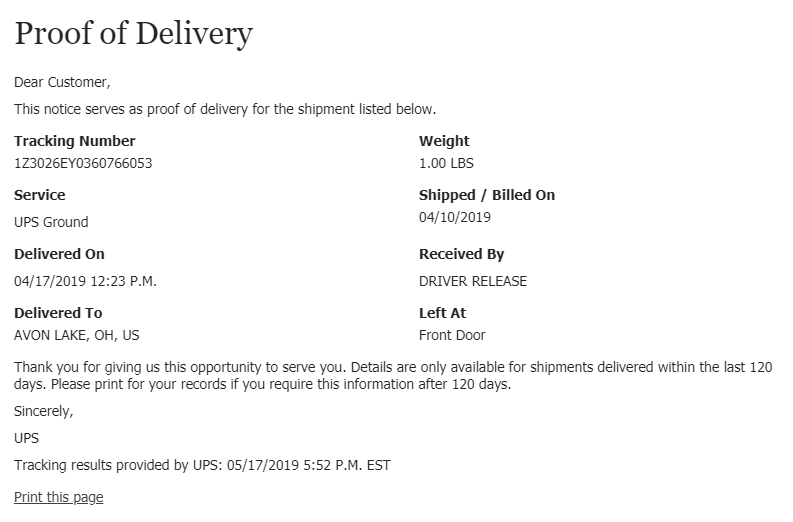 Proof of Delivery
Dear Customer,
This notice serves as proof of delivery for the shipment listed below.
Tracking Number
1Z3026EY0360766053
Weight
1.00 LBS
Service
UPS Ground
Shipped / Billed On
04/10/2019
Delivered On
04/17/2019 12:23 P.M.
Received By
DRIVER RELEASE
Delivered To
AVON LAKE, OH, US
Left At
Front Door
Thank you for giving us this opportunity to serve you. Details are only available for shipments delivered within the last 120
days. Please print for your records if you require this information after 120 days.
Sincerely,
UPS
Tracking results provided by UPS: 05/17/2019 5:52 P.M. EST
Print this page